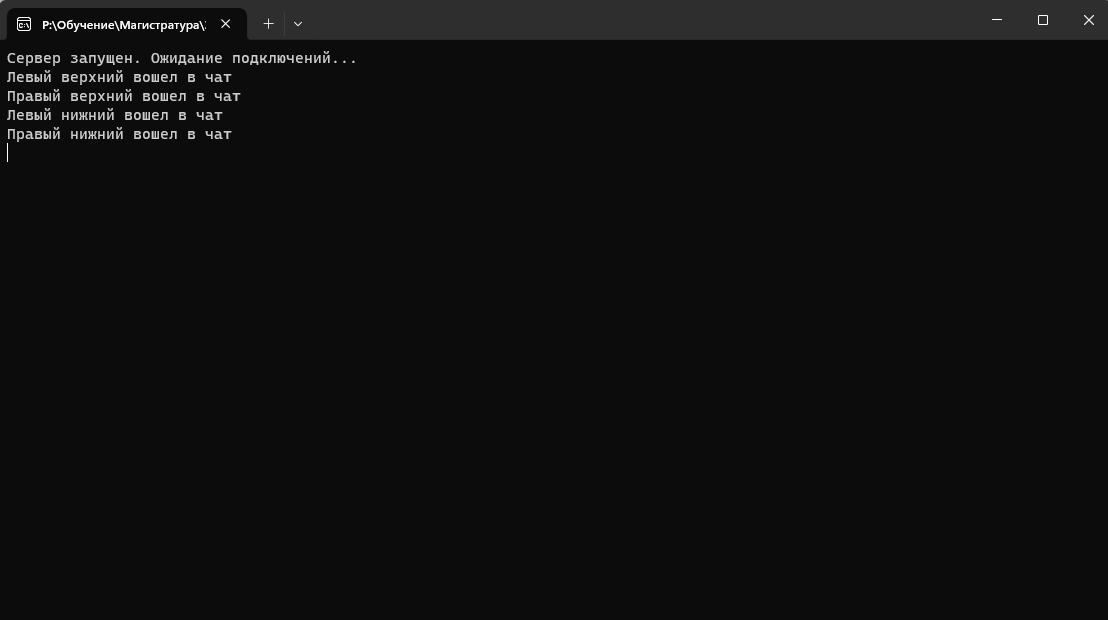 P:\Обучение\Магистратура\
Сервер запущен. Ожидание подключений...
Левый верхний вошел в чат
Правый верхний вошел в чат
Левый нижний вошел в чат
Правый нижний вошел в чат